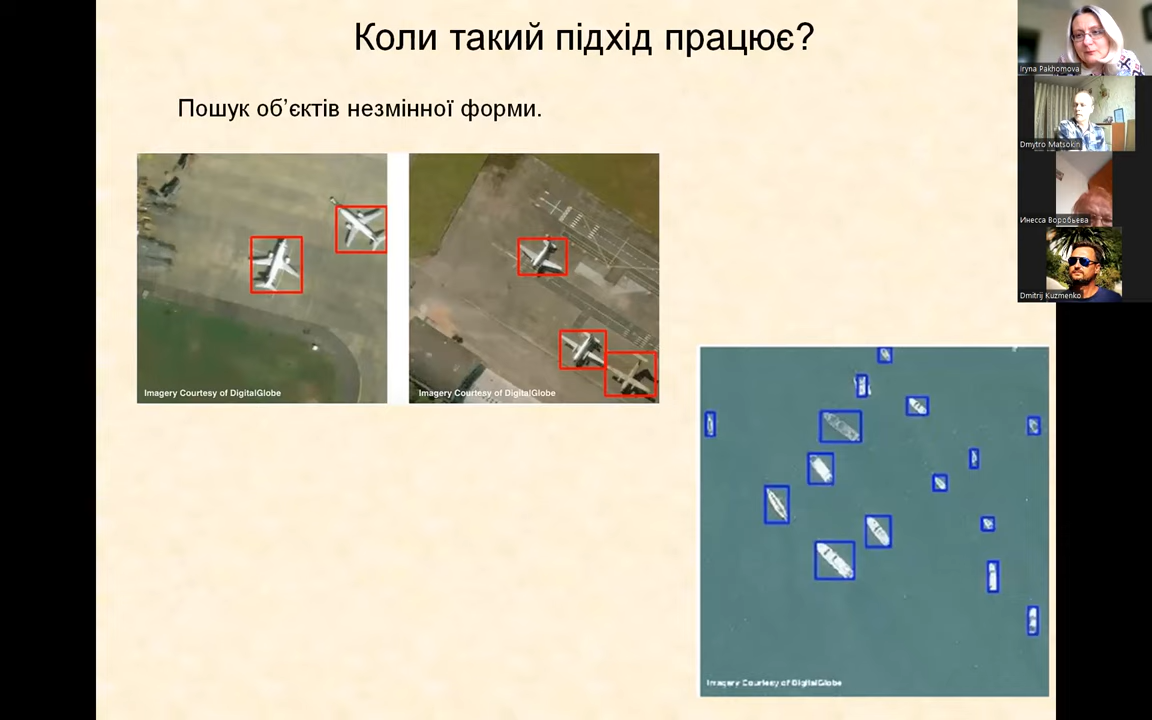 Коли такий підхід працює?
Пошук об’єктів незмінної форми.
Imagery Courtesy of DigitalGlobe
Imagery Courtesy of DigitalGlobe
Imagery Courtesy of DigitalGlobe
Iryna Pakhomova
Dmytro Matsokin
Инесса Воробьева
Dmitrij Kuzmenko